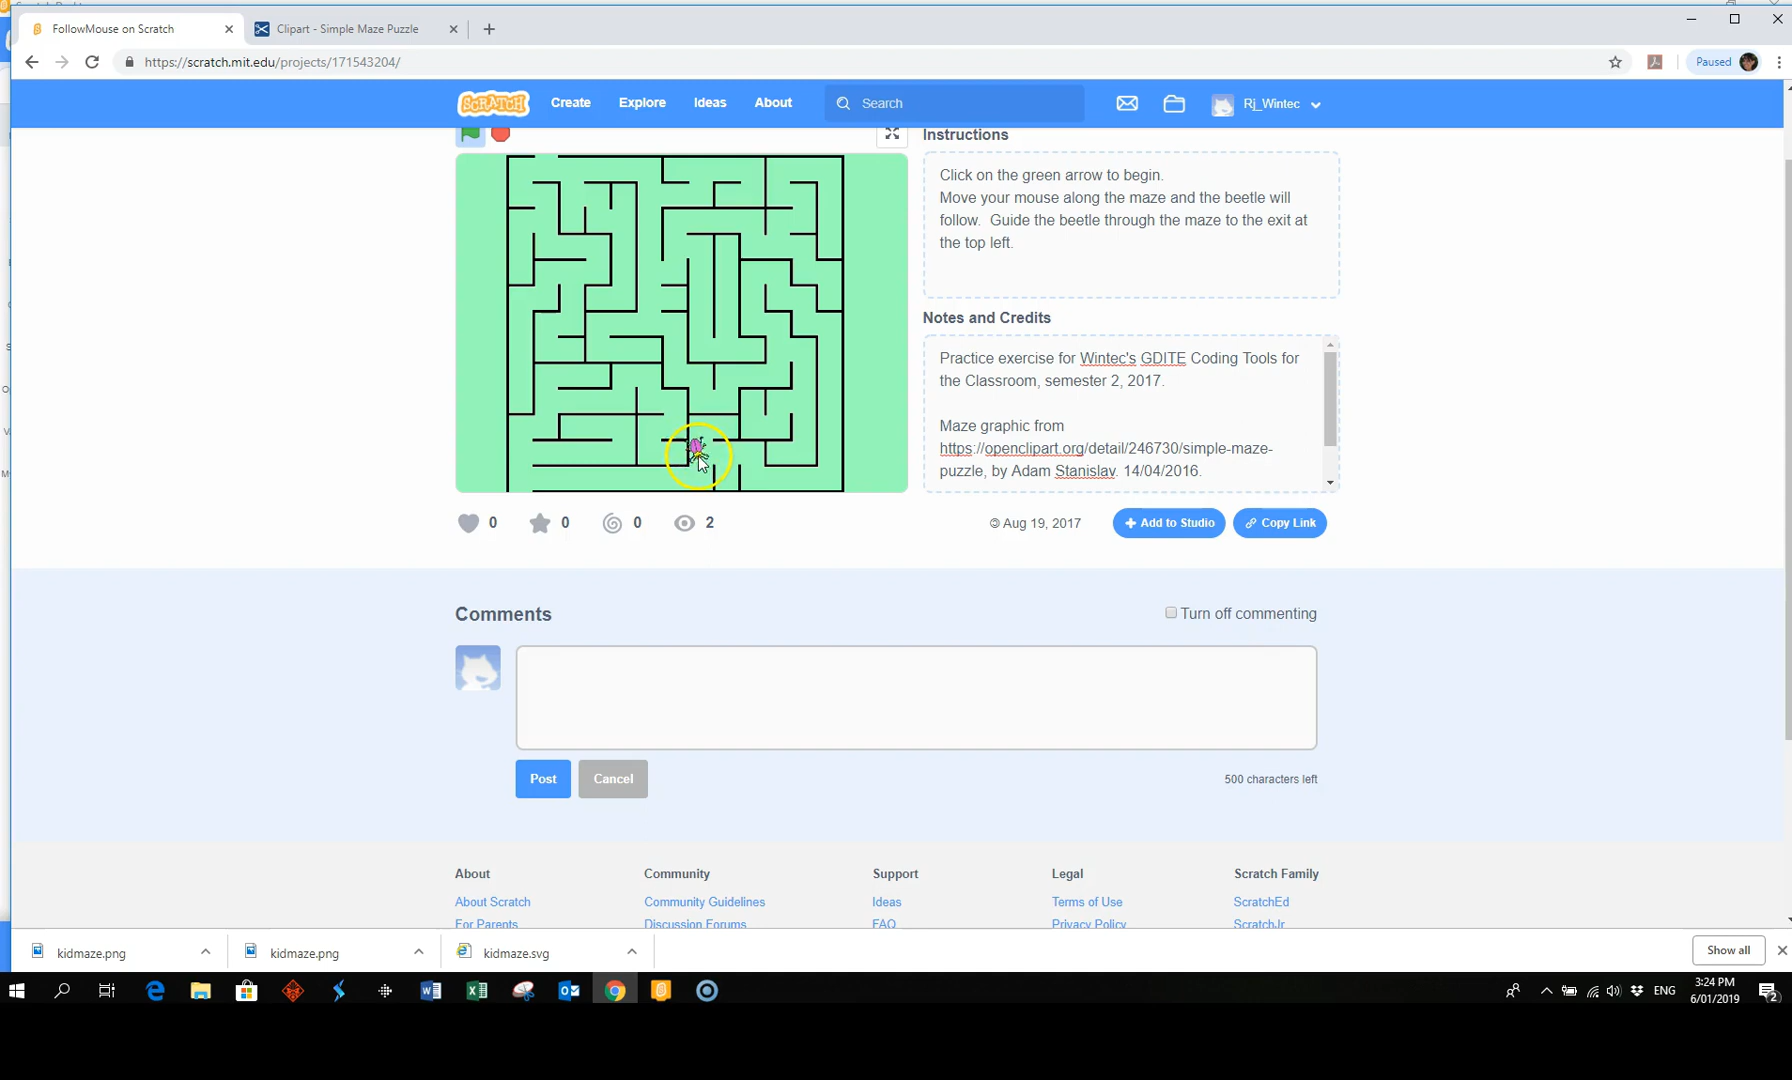 FollowMouse on Scratch
Clipart - Simple Maze Puzzle
https://scratch.mit.edu/projects/171543204/
Paused
SCRATCH
Create
Explore
Ideas
About
Search
Rj_Wintec
Instructions
Click on the green arrow to begin.
Move your mouse along the maze and the beetle will
follow.  Guide the beetle through the maze to the exit at
the top left.
Notes and Credits
Practice exercise for Wintec's GDITE Coding Tools for
the Classroom, semester 2, 2017.
Maze graphic from
https://openclipart.org/detail/246730/simple-maze-
puzzle, by Adam Stanislav. 14/04/2016.
0
0
0
2
© Aug 19, 2017
+ Add to Studio
Copy Link
Comments
Turn off commenting
Post
Cancel
500 characters left
About
Community
Support
Legal
Scratch Family
About Scratch
Community Guidelines
Ideas
Terms of Use
ScratchEd
For Parents
Discussion Forums
FAQ
Privacy Policy
ScratchJr
kidmaze.png
kidmaze.png
kidmaze.svg
Show all
ENG
3:24 PM
6/01/2019
2